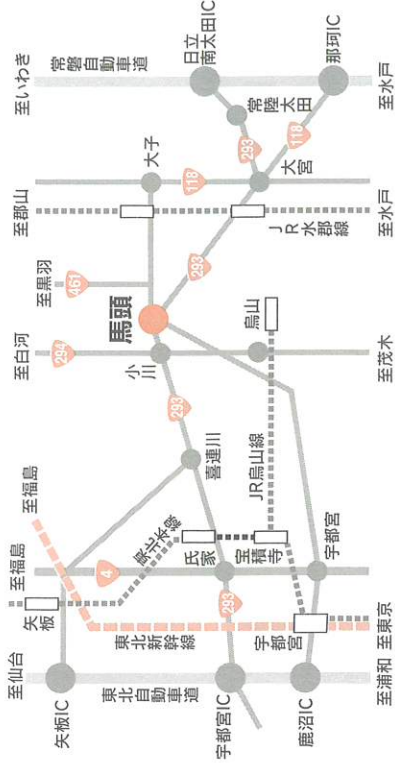 至いわき
常磐自動車道
日立南太田IC
那珂IC
至水戸
常陸太田
293
118
大子
118
大宮
至郡山
JR水郡線
至水戸
293
至黒羽
461
馬頭
烏山
至白河
294
小川
至茂木
293
喜連川
JR烏山線
至福島
東北本線
氏家
宝積寺
至福島
4
宇都宮
矢板
293
東北新幹線
宇都宮
至東京
至仙台
矢板IC
東北自動車道
宇都宮IC
鹿沼IC
至浦和